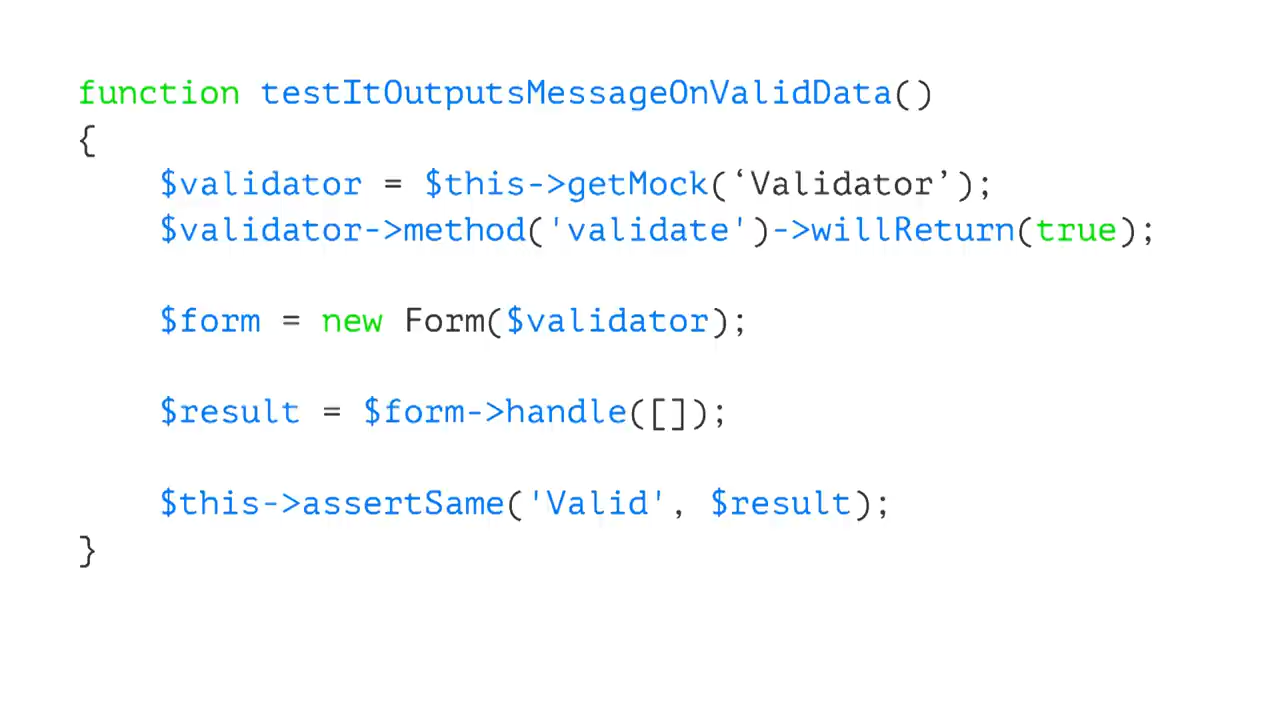 function testItOutputsMessageOnValidData()
{
    $validator = $this->getMock(‘Validator’);
    $validator->method('validate')->willReturn(true);
    $form = new Form($validator);
    $result = $form->handle([]);
    $this->assertSame('Valid', $result);
}